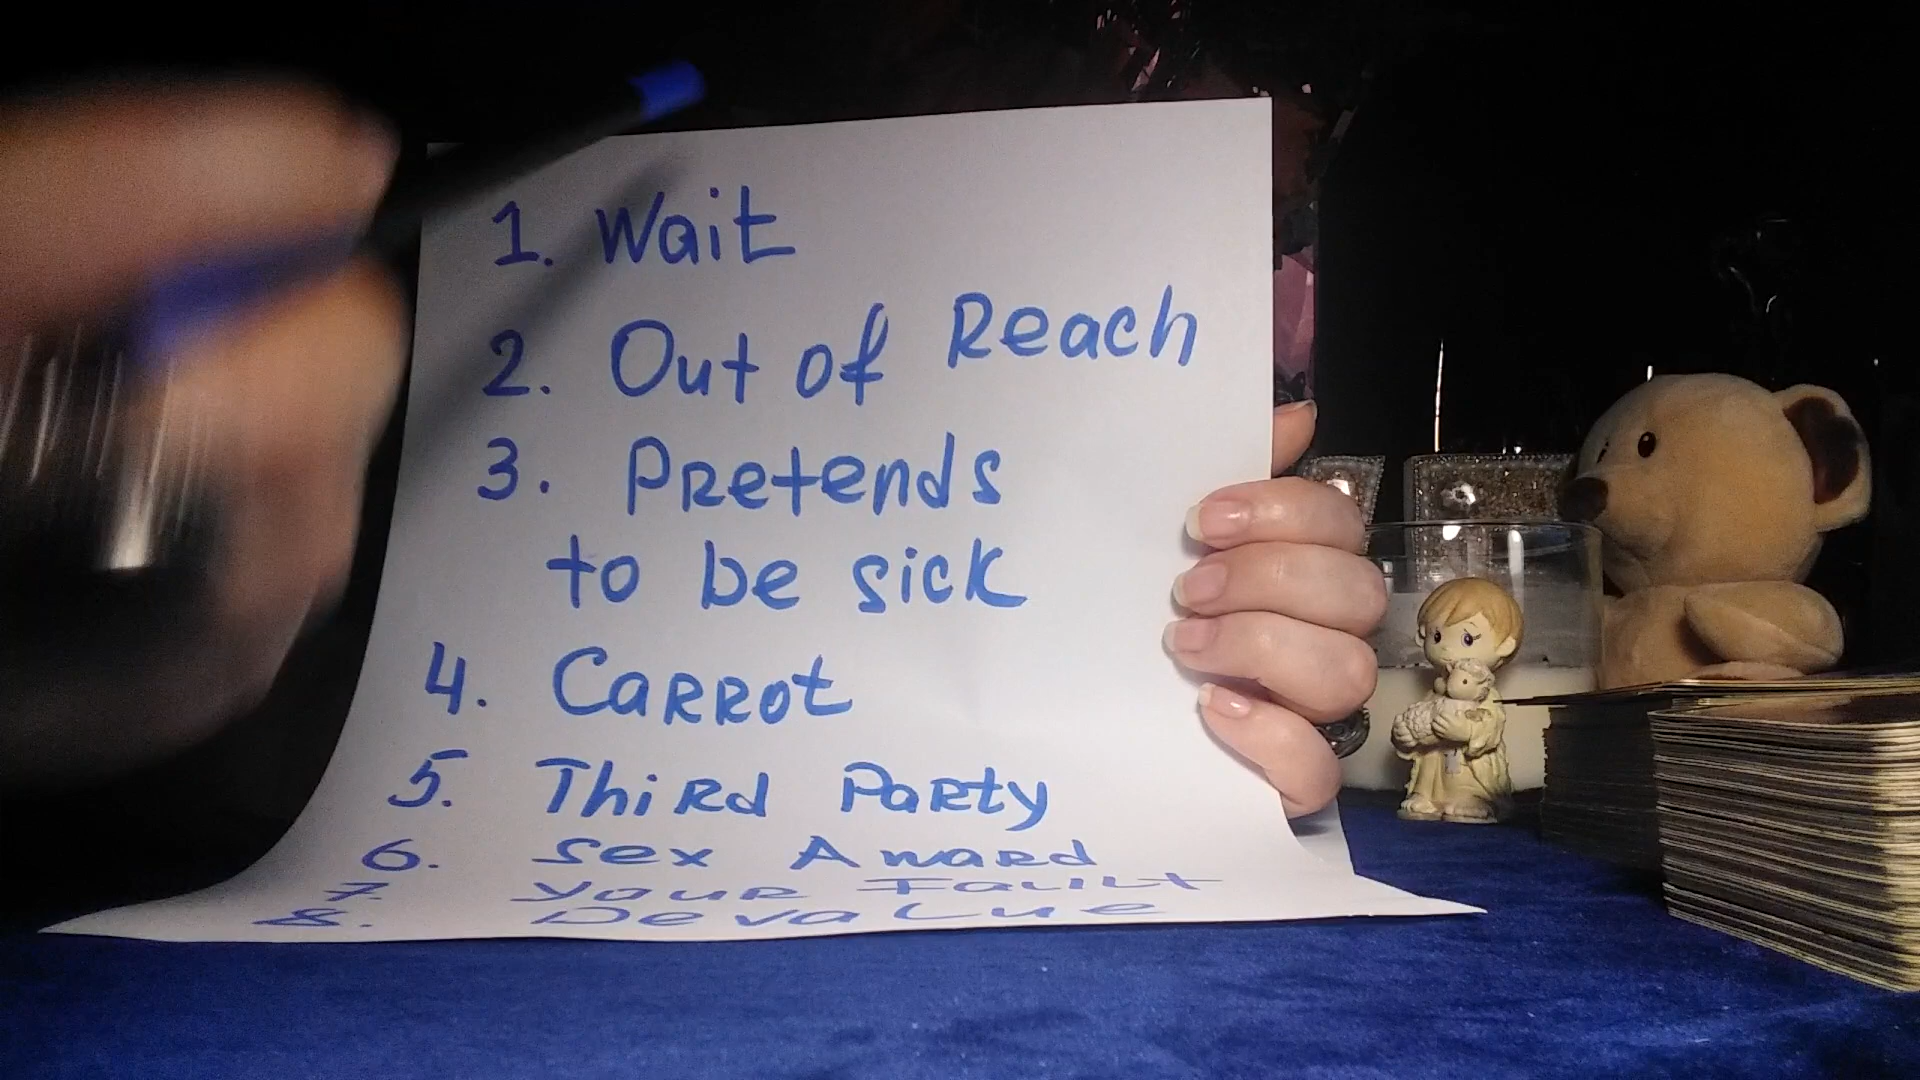 1. Wait
2. Out of Reach
3. Pretends
to be sick
4. Carrot
5. Third Party
6. Sex Award
7. Your Fault
8. Devalue